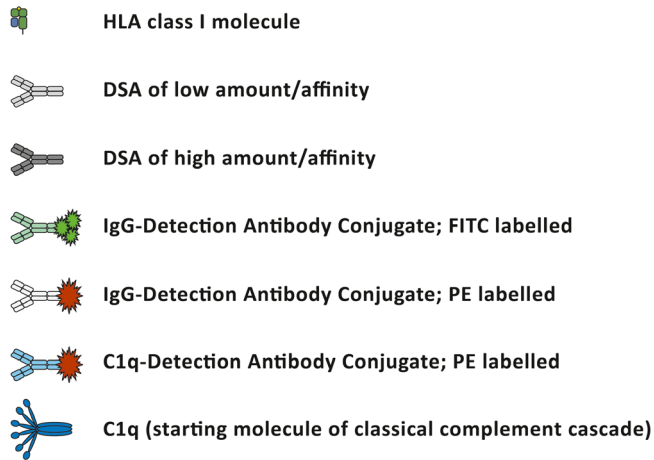 HLA class I molecule
DSA of low amount/affinity
DSA of high amount/affinity
IgG-Detection Antibody Conjugate; FITC labelled
IgG-Detection Antibody Conjugate; PE labelled
C1q-Detection Antibody Conjugate; PE labelled
C1q (starting molecule of classical complement cascade)